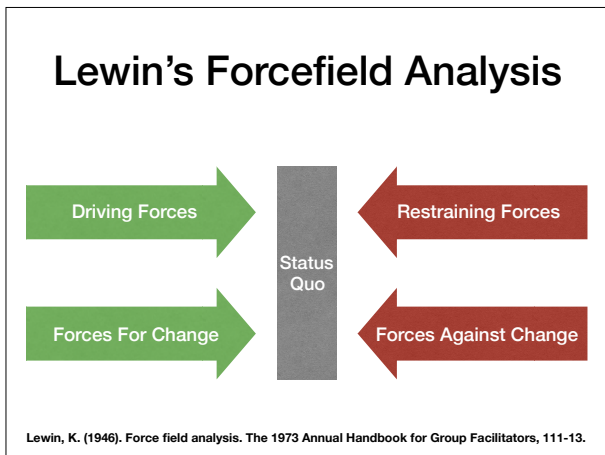 Lewin’s Forcefield Analysis
Driving Forces
Restraining Forces
Status
Quo
Forces For Change
Forces Against Change
Lewin, K. (1946). Force field analysis. The 1973 Annual Handbook for Group Facilitators, 111-13.